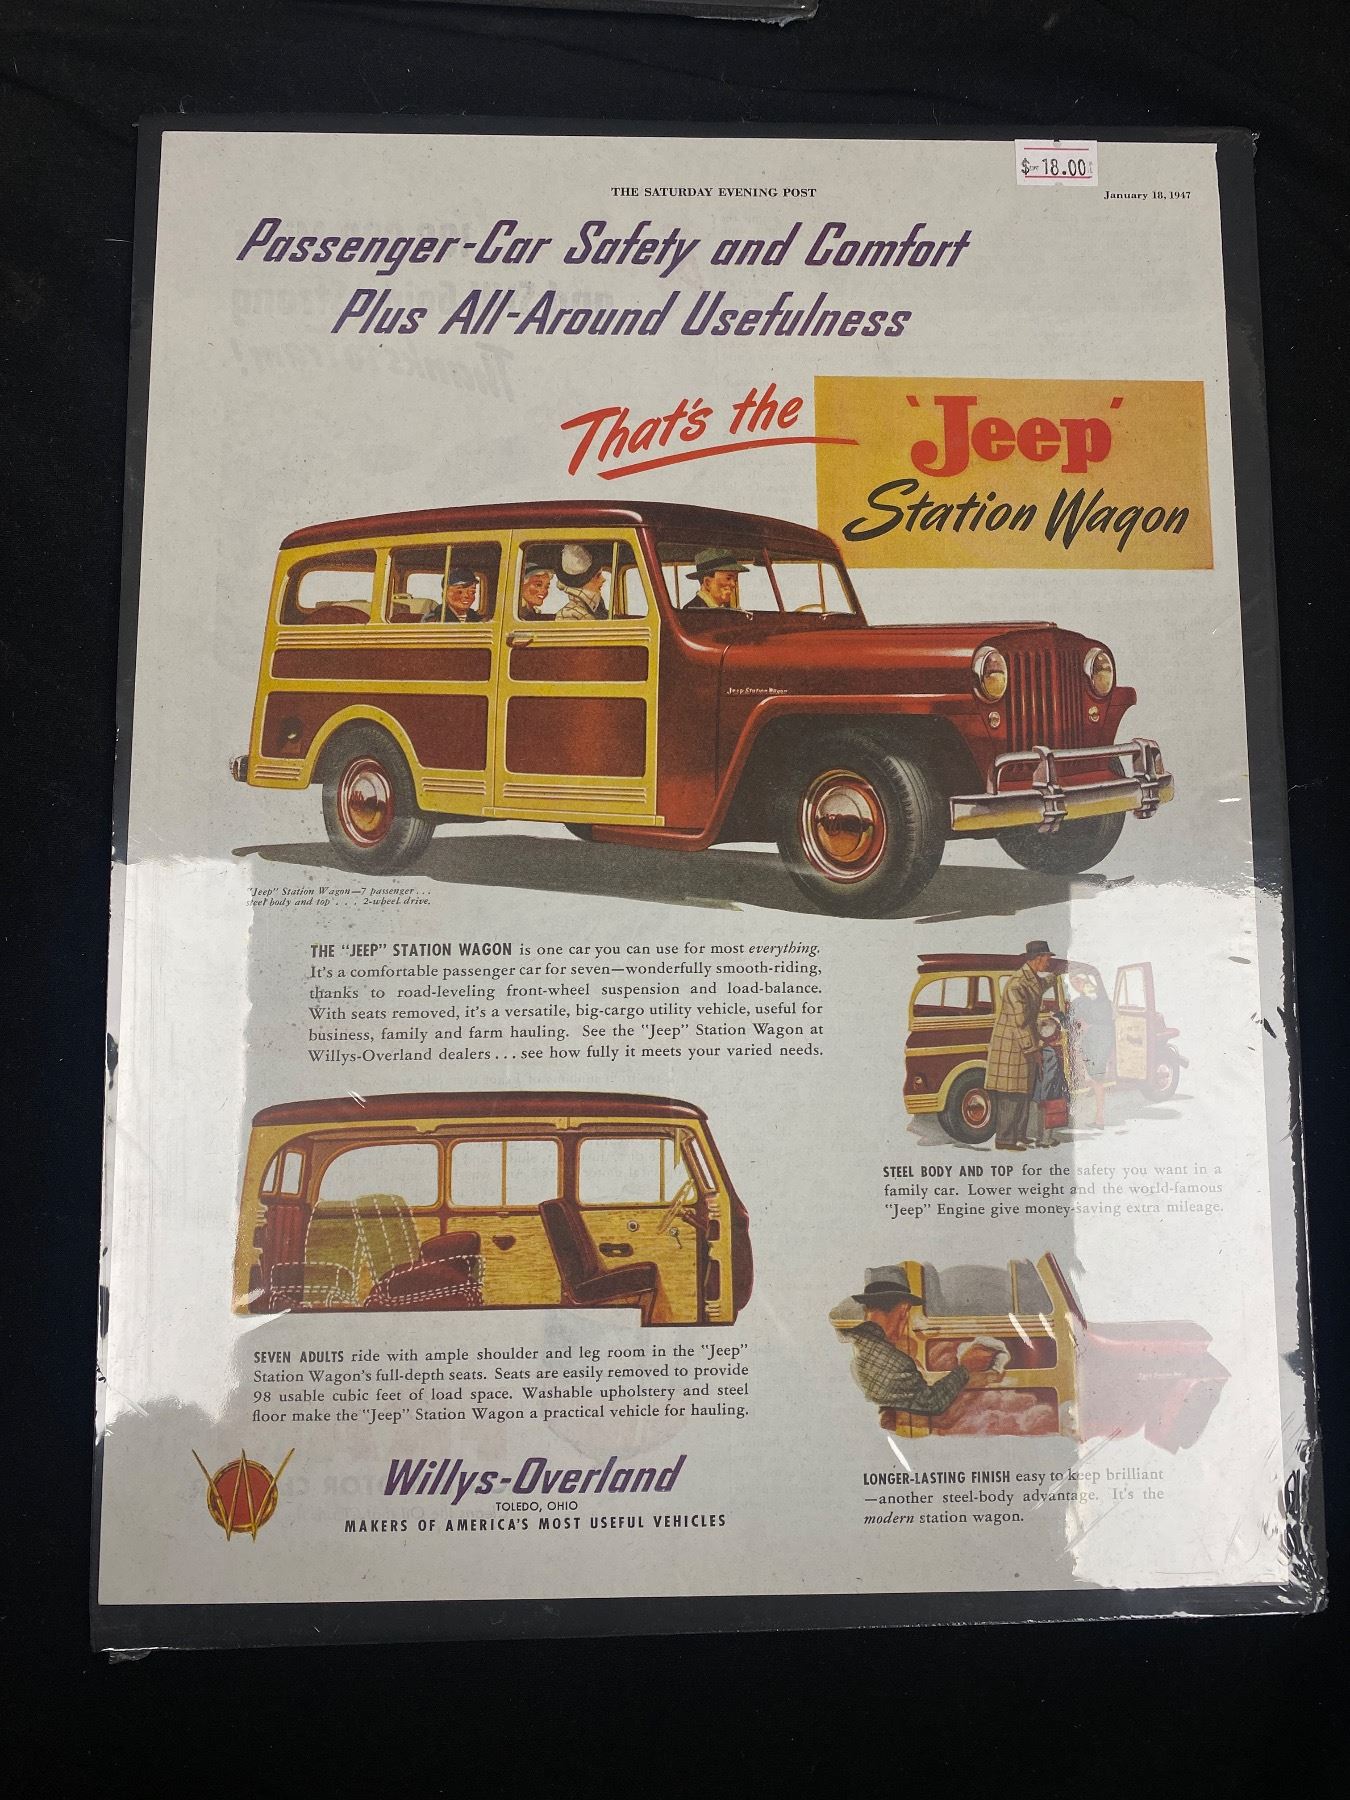 $ 18.00
THE SATURDAY EVENING POST
January 18, 1947
Passenger-Car Safety and Comfort
Plus All-Around Usefulness
That's the
'Jeep'
Station Wagon
Jeep Station Wagon
"Jeep" Station Wagon—7 passenger...
steel body and top . . . 2-wheel drive.
THE "JEEP" STATION WAGON is one car you can use for most everything.
It's a comfortable passenger car for seven—wonderfully smooth-riding,
thanks to road-leveling front-wheel suspension and load-balance.
With seats removed, it's a versatile, big-cargo utility vehicle, useful for
business, family and farm hauling. See the "Jeep" Station Wagon at
Willys-Overland dealers...see how fully it meets your varied needs.
STEEL BODY AND TOP for the safety you want in a
family car. Lower weight and the world-famous
"Jeep" Engine give money-saving extra mileage.
SEVEN ADULTS ride with ample shoulder and leg room in the "Jeep"
Station Wagon's full-depth seats. Seats are easily removed to provide
98 usable cubic feet of load space. Washable upholstery and steel
floor make the "Jeep" Station Wagon a practical vehicle for hauling.
LONGER-LASTING FINISH easy to keep brilliant
—another steel-body advantage. It's the
modern station wagon.
W
Willys-Overland
TOLEDO, OHIO
MAKERS OF AMERICA'S MOST USEFUL VEHICLES